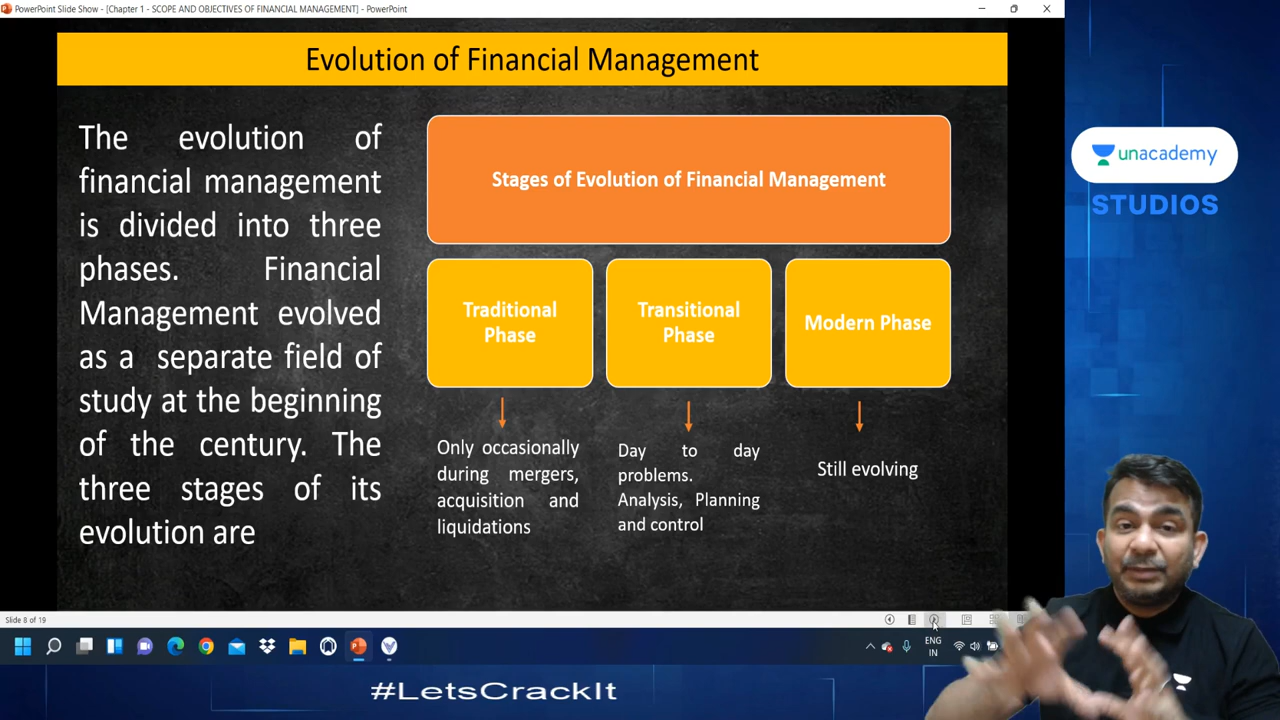 PowerPoint Slide Show - [Chapter 1 - SCOPE AND OBJECTIVES OF FINANCIAL MANAGEMENT] - PowerPoint
Evolution of Financial Management
The evolution of
financial management
is divided into three
phases. Financial
Management evolved
as a separate field of
study at the beginning
of the century. The
three stages of its
evolution are
Stages of Evolution of Financial Management
Traditional
Phase
Transitional
Phase
Modern Phase
Only occasionally
during mergers,
acquisition and
liquidations
Day to day
problems.
Analysis, Planning
and control
Still evolving
unacademy
STUDIOS
Slide 8 of 19
ENG
IN
#LetsCrackIt